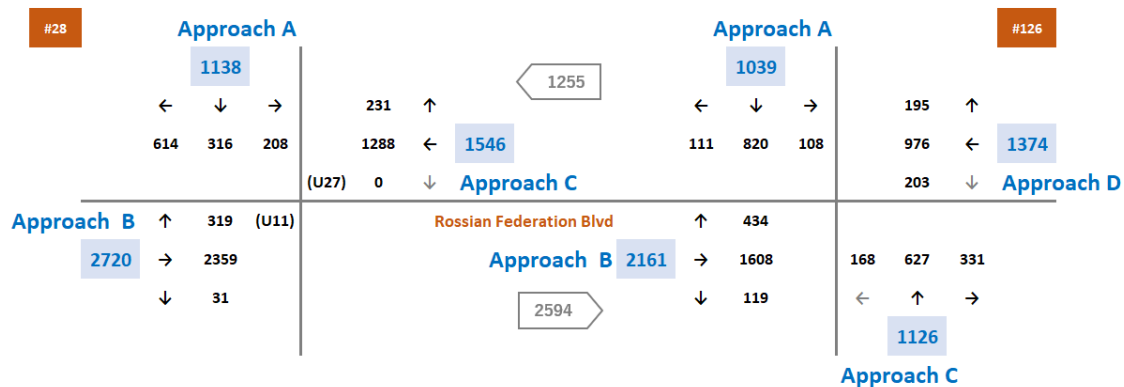 #28 Approach A Approach A #126
1138 1255 1039
← ↓ → 231 ↑ ← ↓ → 195 ↑
614 316 208 1288 ← 1546 111 820 108 976 ← 1374
(U27) 0 ↓ Approach C 203 ↓ Approach D
Approach B ↑ 319 (U11) Rossian Federation Blvd ↑ 434
2720 → 2359 Approach B 2161 → 1608 168 627 331
↓ 31 2594 ↓ 119 ← ↑ →
1126
Approach C